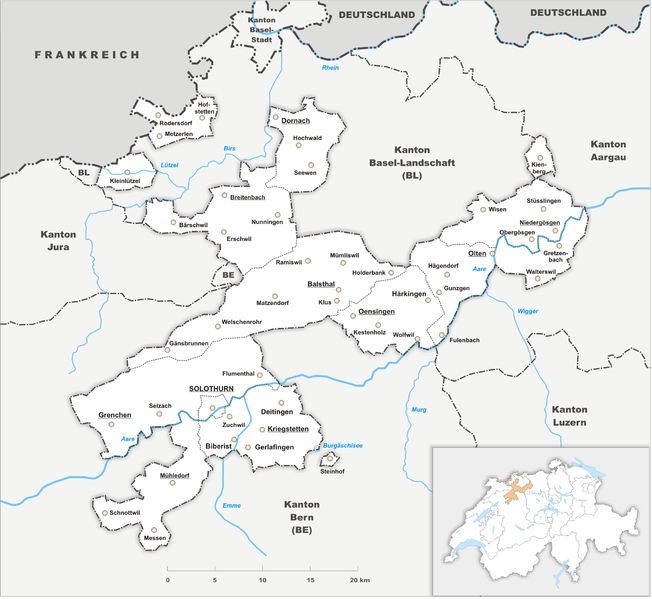 Kanton
Basel-
Stadt
DEUTSCHLAND
DEUTSCHLAND
FRANKREICH
Rhein
Hof-
stetten
Rodersdorf
Metzerlen
Dornach
Hochwald
Seewen
Kanton
Basel-Landschaft
(BL)
Kanton
Aargau
Kien-
berg
BL
Kleinlützel
Lützel
Birs
Breitenbach
Bärschwil
Nunningen
Erschwil
Kanton
Jura
BE
Wisen
Stüsslingen
Niedergösgen
Obergösgen
Gretzen-
bach
Olten
Aare
Walterswil
Ramiswil
Mümliswil
Holderbank
Balsthal
Matzendorf
Klus
Hägendorf
Gunzgen
Härkingen
Oensingen
Kestenholz
Wolfwil
Fulenbach
Wigger
Welschenrohr
Gänsbrunnen
Flumenthal
SOLOTHURN
Selzach
Grenchen
Aare
Zuchwil
Deitingen
Kriegstetten
Biberist
Gerlafingen
Burgäschisee
Steinhof
Murg
Kanton
Luzern
Mühledorf
Schnottwil
Messen
Emme
Kanton
Bern
(BE)
0 5 10 15 20 km